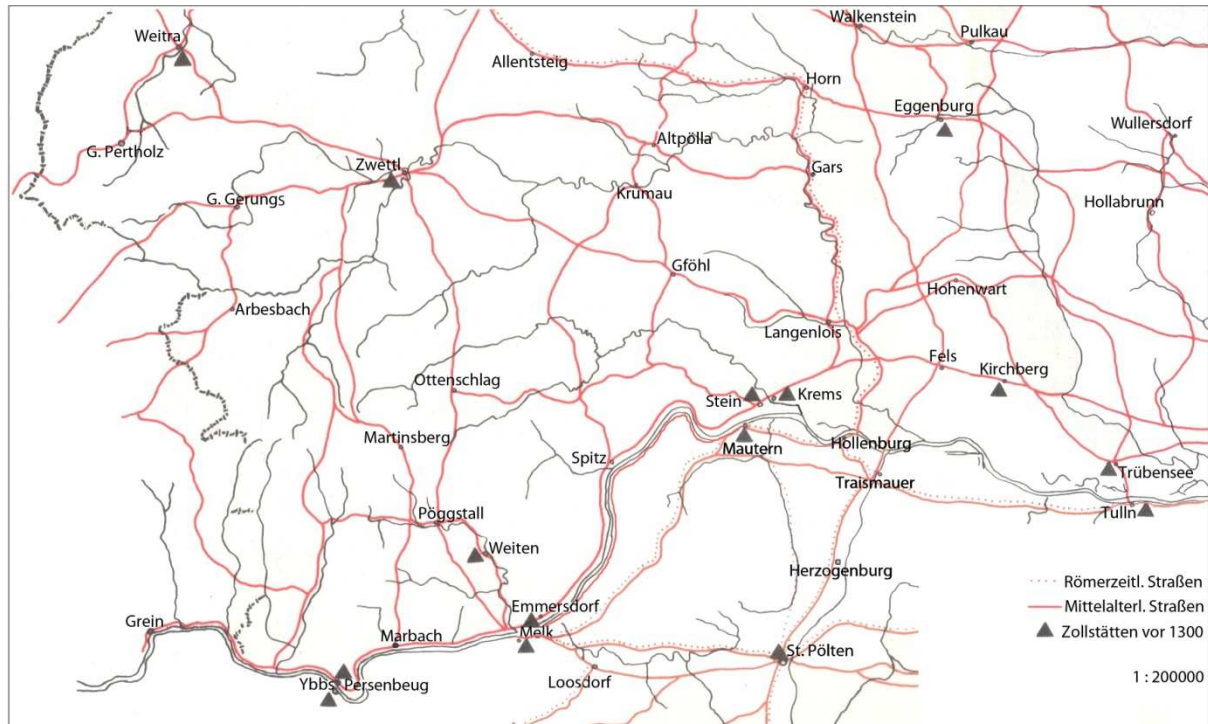 Weitra
Walkenstein
Pulkau
Allentsteig
Horn
Eggenburg
Wullersdorf
G. Pertholz
Altpölla
Zwettl
Gars
Krumau
G. Gerungs
Hollabrunn
Gföhl
Hohenwart
Arbesbach
Langenlois
Fels
Kirchberg
Ottenschlag
Stein
Krems
Martinsberg
Mautern
Hollenburg
Spitz
Traismauer
Trübensee
Tulln
Pöggstall
Weiten
Herzogenburg
Römerzeitl. Straßen
Emmersdorf
Mittelalterl. Straßen
Grein
Melk
Zollstätten vor 1300
Marbach
St. Pölten
Ybbs
Persenbeug
Loosdorf
1 : 200000